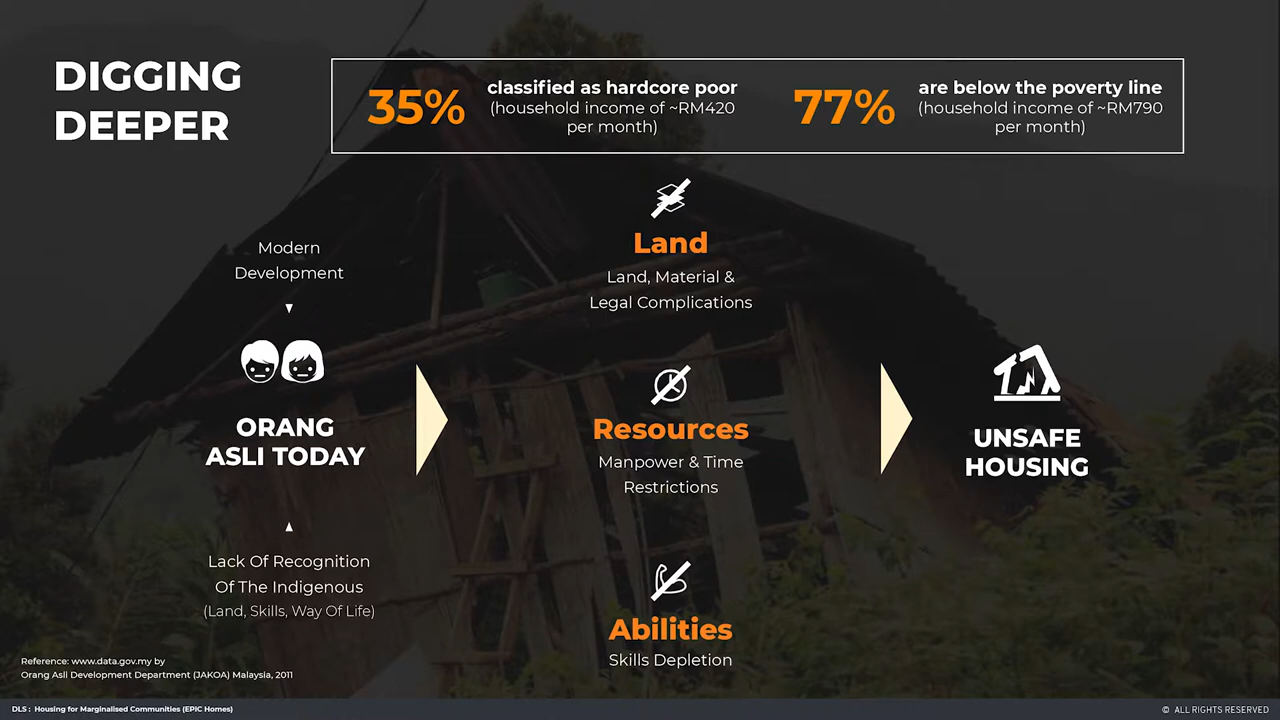 DIGGING
DEEPER
35%
classified as hardcore poor
(household income of ~RM420
per month)
77%
are below the poverty line
(household income of ~RM790
per month)
Modern
Development
ORANG
ASLI TODAY
Lack Of Recognition
Of The Indigenous
(Land, Skills, Way Of Life)
Land
Land, Material &
Legal Complications
Resources
Manpower & Time
Restrictions
Abilities
Skills Depletion
UNSAFE
HOUSING
Reference: www.data.gov.my by
Orang Asli Development Department (JAKOA) Malaysia, 2011
DLS : Housing for Marginalised Communities (EPIC Homes)
© ALL RIGHTS RESERVED